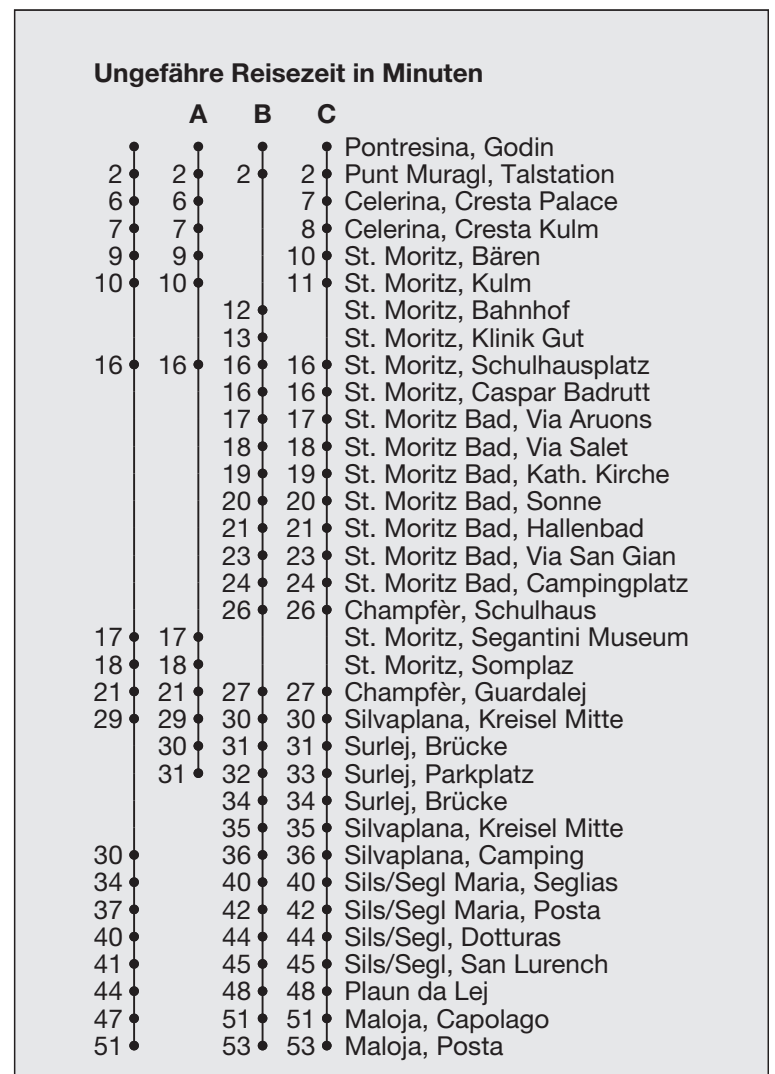 Ungefähre Reisezeit in Minuten
A B C
Pontresina, Godin
2 2 2 2 Punt Muragl, Talstation
6 6 7 Celerina, Cresta Palace
7 7 8 Celerina, Cresta Kulm
9 9 10 St. Moritz, Bären
10 10 11 St. Moritz, Kulm
12 St. Moritz, Bahnhof
13 St. Moritz, Klinik Gut
16 16 16 16 St. Moritz, Schulhausplatz
16 16 St. Moritz, Caspar Badrutt
17 17 St. Moritz Bad, Via Aruons
18 18 St. Moritz Bad, Via Salet
19 19 St. Moritz Bad, Kath. Kirche
20 20 St. Moritz Bad, Sonne
21 21 St. Moritz Bad, Hallenbad
23 23 St. Moritz Bad, Via San Gian
24 24 St. Moritz Bad, Campingplatz
26 26 Champfèr, Schulhaus
17 17 St. Moritz, Segantini Museum
18 18 St. Moritz, Somplaz
21 21 27 27 Champfèr, Guardalej
29 29 30 30 Silvaplana, Kreisel Mitte
30 31 31 Surlej, Brücke
31 32 33 Surlej, Parkplatz
34 34 Surlej, Brücke
35 35 Silvaplana, Kreisel Mitte
30 36 36 Silvaplana, Camping
34 40 40 Sils/Segl Maria, Seglias
37 42 42 Sils/Segl Maria, Posta
40 44 44 Sils/Segl, Dotturas
41 45 45 Sils/Segl, San Lurench
44 48 48 Plaun da Lej
47 51 51 Maloja, Capolago
51 53 53 Maloja, Posta